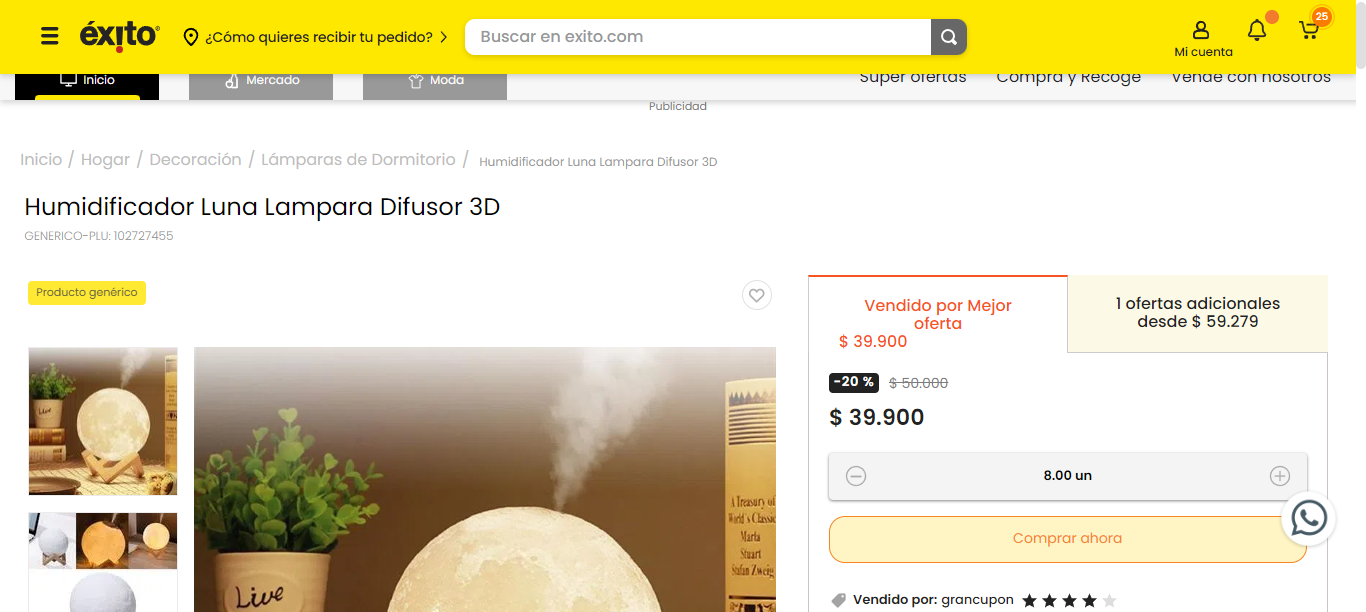 éxito
¿Cómo quieres recibir tu pedido?
Buscar en exito.com
Mi cuenta
25
Inicio
Mercado
Moda
Super ofertas
Compra y Recoge
Vende con nosotros
Publicidad
Inicio / Hogar / Decoración / Lámparas de Dormitorio / Humidificador Luna Lampara Difusor 3D
Humidificador Luna Lampara Difusor 3D
GENERICO-PLU: 102727455
Producto genérico
Vendido por Mejor
oferta
$ 39.900
1 ofertas adicionales
desde $ 59.279
-20 % $ 50.000
$ 39.900
8.00 un
Comprar ahora
Vendido por: grancupon
Live
Live
A Treasury of
World's Classic
Marta
Stuart
Stefan Zweig